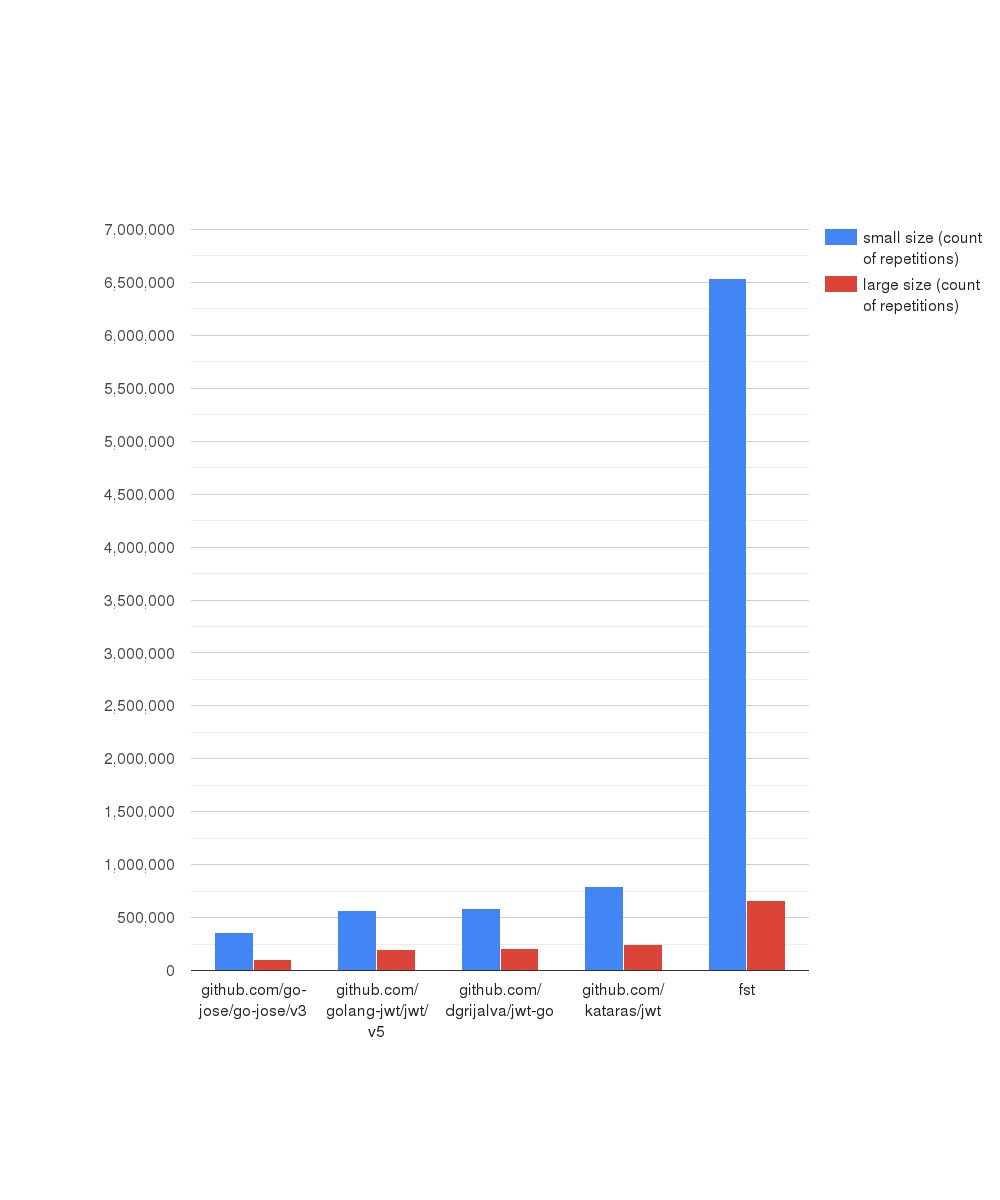 7,000,000
6,500,000
6,000,000
5,500,000
5,000,000
4,500,000
4,000,000
3,500,000
3,000,000
2,500,000
2,000,000
1,500,000
1,000,000
500,000
0
small size (count
of repetitions)
large size (count
of repetitions)
github.com/go-
jose/go-jose/v3
github.com/
golang-jwt/jwt/
v5
github.com/
dgrijalva/jwt-go
github.com/
kataras/jwt
fst